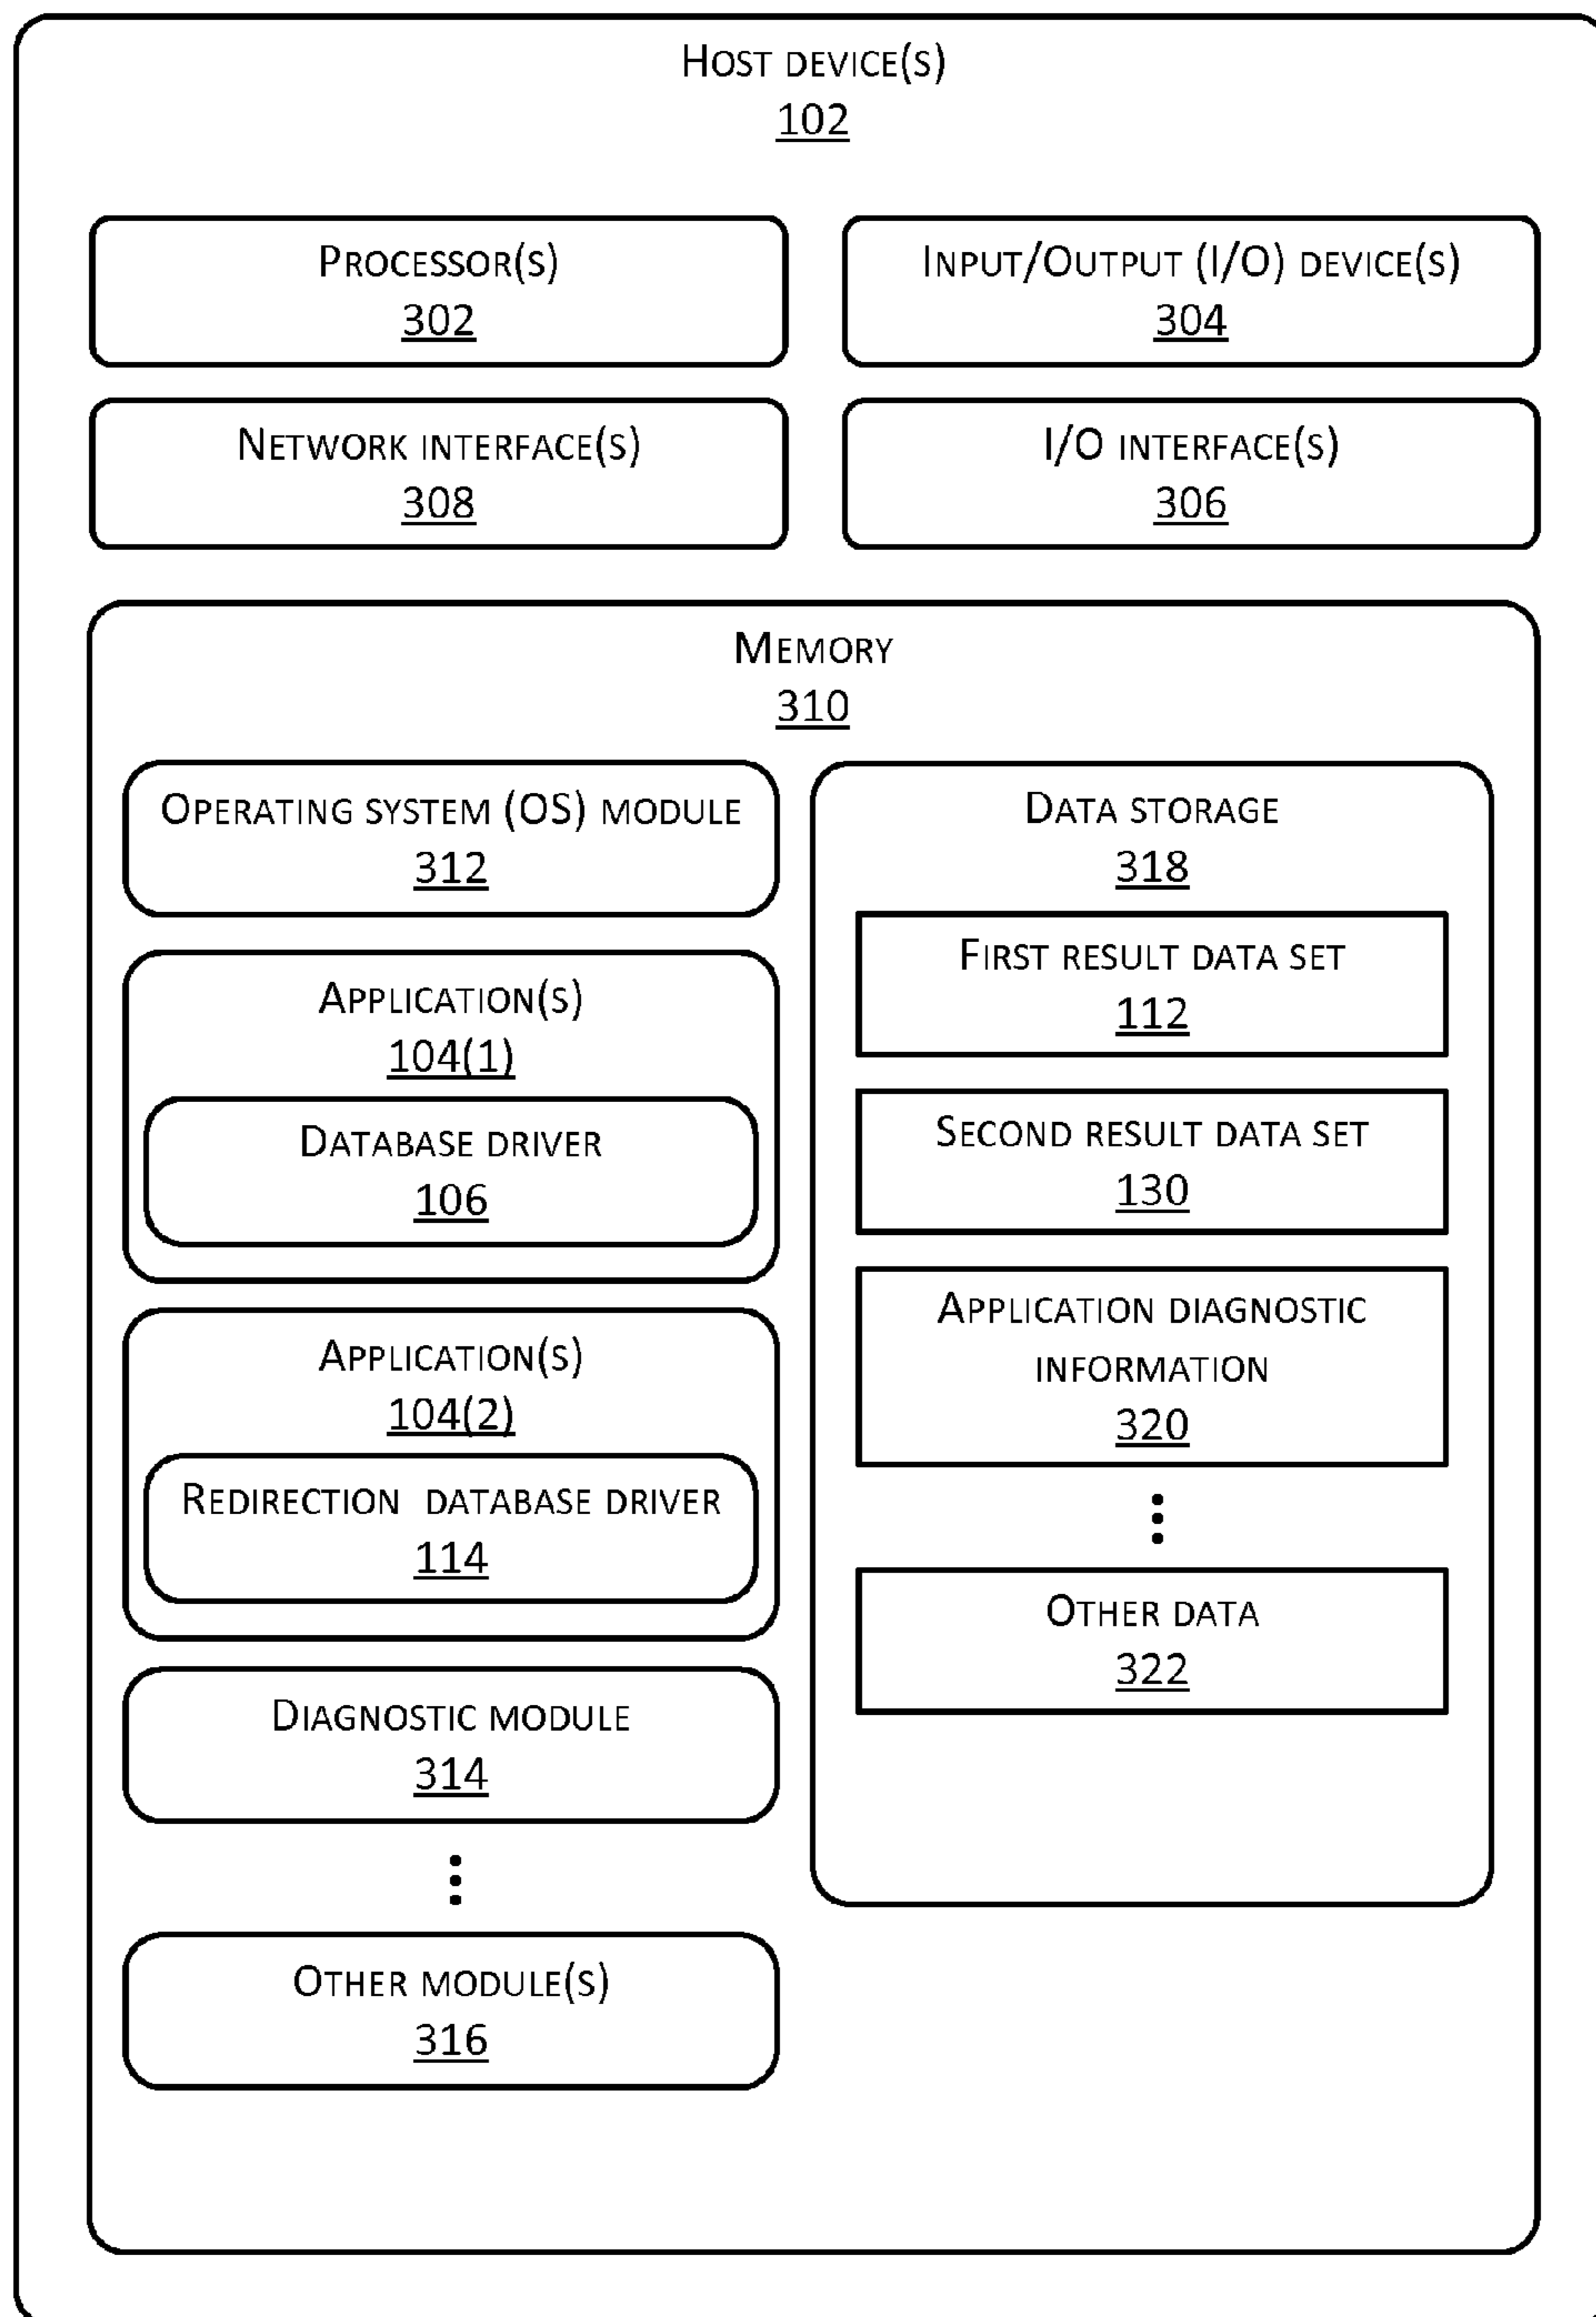 HOST DEVICE(S)
102
PROCESSOR(S)
302
INPUT/OUTPUT (I/O) DEVICE(S)
304
NETWORK INTERFACE(S)
308
I/O INTERFACE(S)
306
MEMORY
310
OPERATING SYSTEM (OS) MODULE
312
APPLICATION(S)
104(1)
DATABASE DRIVER
106
APPLICATION(S)
104(2)
REDIRECTION DATABASE DRIVER
114
DIAGNOSTIC MODULE
314
OTHER MODULE(S)
316
DATA STORAGE
318
FIRST RESULT DATA SET
112
SECOND RESULT DATA SET
130
APPLICATION DIAGNOSTIC
INFORMATION
320
OTHER DATA
322